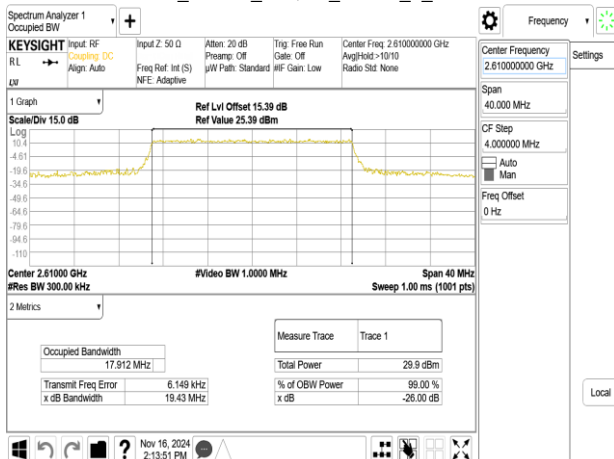 Spectrum Analyzer 1
Occupied BW
+
Frequency
KEYSIGHT
RL
LXI
Input: RF
Coupling: DC
Align: Auto
Input Z: 50 Ω
Freq Ref: Int (S)
NFE: Adaptive
Atten: 20 dB
Preamp: Off
µW Path: Standard
Trig: Free Run
Gate: Off
#IF Gain: Low
Center Freq: 2.610000000 GHz
Avg|Hold:>10/10
Radio Std: None
Center Frequency
2.610000000 GHz
Settings
Span
40.000 MHz
CF Step
4.000000 MHz
Auto
Man
Freq Offset
0 Hz
Local
1 Graph
Scale/Div 15.0 dB
Ref Lvl Offset 15.39 dB
Ref Value 25.39 dBm
Log
10.4
-4.61
-19.6
-34.6
-49.6
-64.6
-79.6
-94.6
-110
Center 2.61000 GHz
#Video BW 1.0000 MHz
Span 40 MHz
#Res BW 300.00 kHz
Sweep 1.00 ms (1001 pts)
2 Metrics
Measure Trace Trace 1
Occupied Bandwidth
17.912 MHz
Total Power 29.9 dBm
Transmit Freq Error 6.149 kHz
% of OBW Power 99.00 %
x dB Bandwidth 19.43 MHz
x dB -26.00 dB
?
Nov 16, 2024
2:13:51 PM